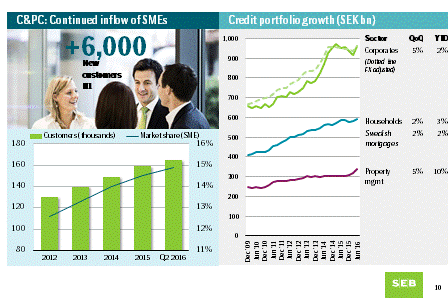 C&PC: Continued inflow of SMEs
+6,000
New
customers
H1
Customers (thousands)
Market share (SME)
180
160
140
120
100
80
16%
15%
14%
13%
12%
11%
2012
2013
2014
2015
Q2 2016
Credit portfolio growth (SEK bn)
1,000
900
800
700
600
500
400
300
200
100
0
Dec '09
Jun '10
Dec '10
Jun '11
Dec '11
Jun '12
Dec '12
Jun '13
Dec '13
Jun '14
Dec '14
Jun '15
Dec '15
Jun '16
Sector QoQ YTD
Corporates 5% 2%
(Dotted line
FX adjusted)
Households 2% 3%
Swedish 2% 2%
mortgages
Property 5% 10%
mgmt
SEB
10